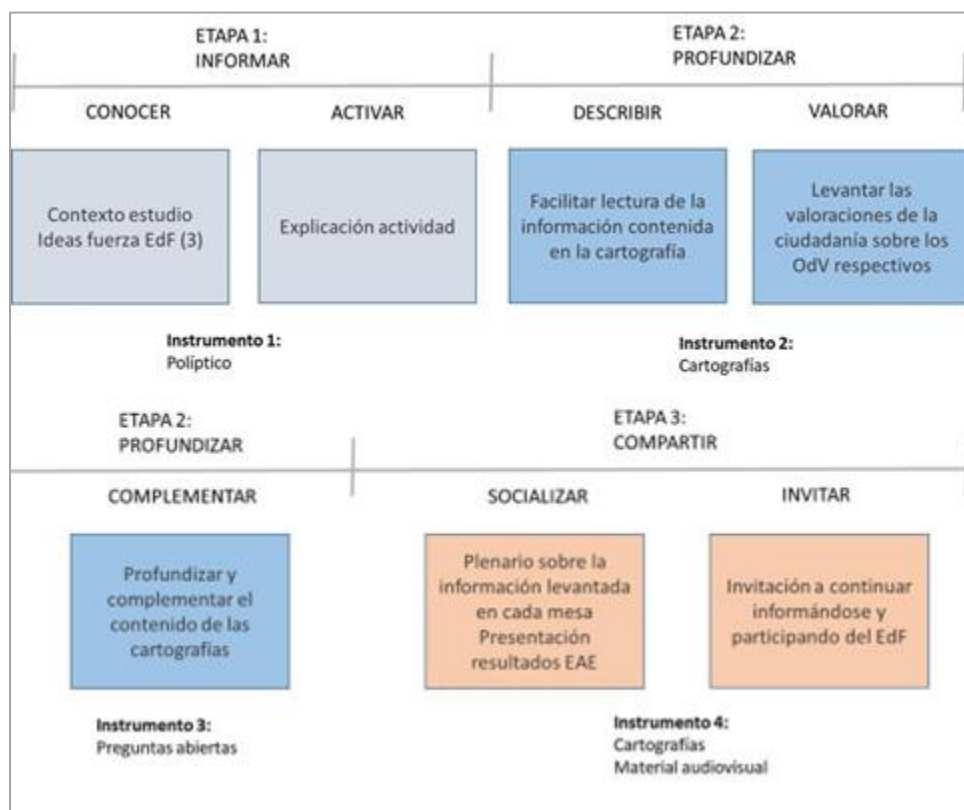 ETAPA 1:
INFORMAR
ETAPA 2:
PROFUNDIZAR
CONOCER
ACTIVAR
DESCRIBIR
VALORAR
Contexto estudio
Ideas fuerza EdF (3)
Explicación actividad
Facilitar lectura de la
información contenida
en la cartografía
Levantar las
valoraciones de la
ciudadanía sobre los
OdV respectivos
Instrumento 1:
Políptico
Instrumento 2:
Cartografías
ETAPA 2:
PROFUNDIZAR
ETAPA 3:
COMPARTIR
COMPLEMENTAR
SOCIALIZAR
INVITAR
Profundizar y
complementar el
contenido de las
cartografías
Plenario sobre la
información levantada
en cada mesa
Presentación
resultados EAE
Invitación a continuar
informándose y
participando del EdF
Instrumento 3:
Preguntas abiertas
Instrumento 4:
Cartografías
Material audiovisual